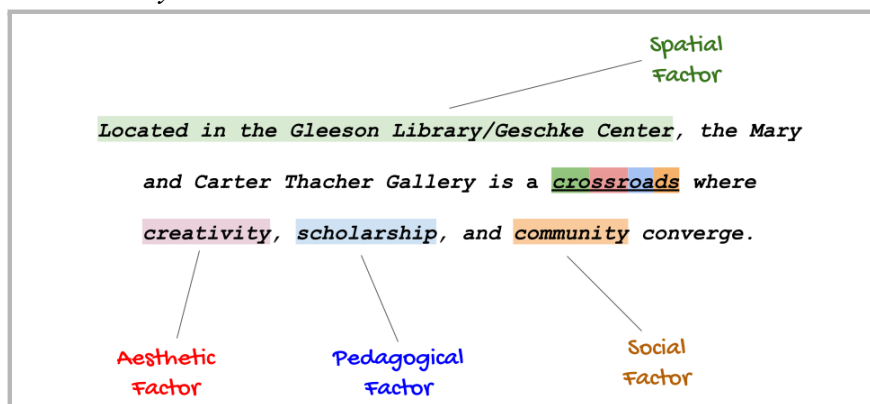 Spatial
Factor
Located in the Gleeson Library/Geschke Center, the Mary
and Carter Thacher Gallery is a crossroads where
creativity, scholarship, and community converge.
Aesthetic
Factor
Pedagogical
Factor
Social
Factor